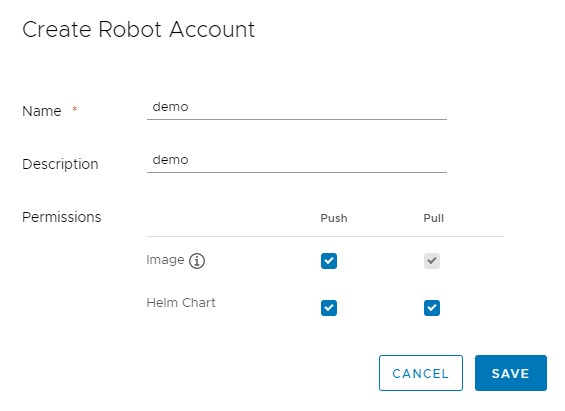 Create Robot Account
Name * demo
Description demo
Permissions Push Pull
Image
Helm Chart
CANCEL SAVE